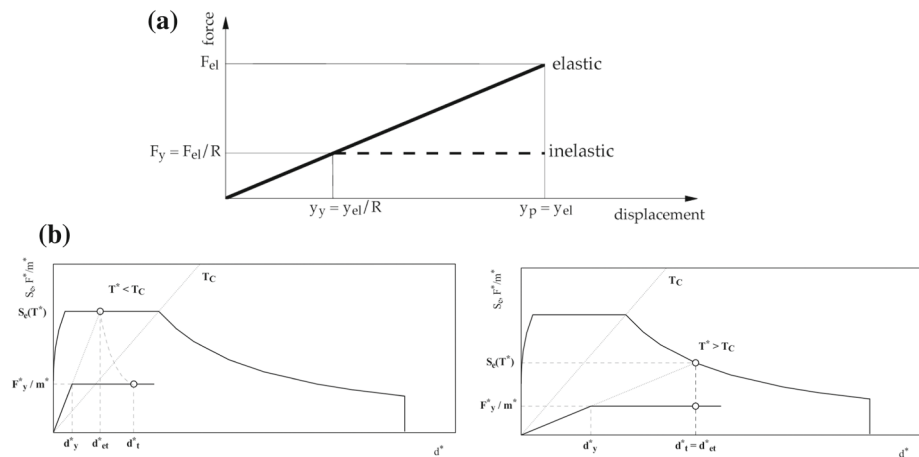 (a)
force
F_el
elastic
F_y = F_el/R
inelastic
y_y = y_el/R
y_p = y_el
displacement
(b)
S_e, F*/m*
T* < T_C
T_C
S_e(T*)
F*_y / m*
d*_y
d*_et
d*_t
d*
S_e, F*/m*
T_C
T* > T_C
S_e(T*)
F*_y / m*
d*_y
d*_t = d*_et
d*